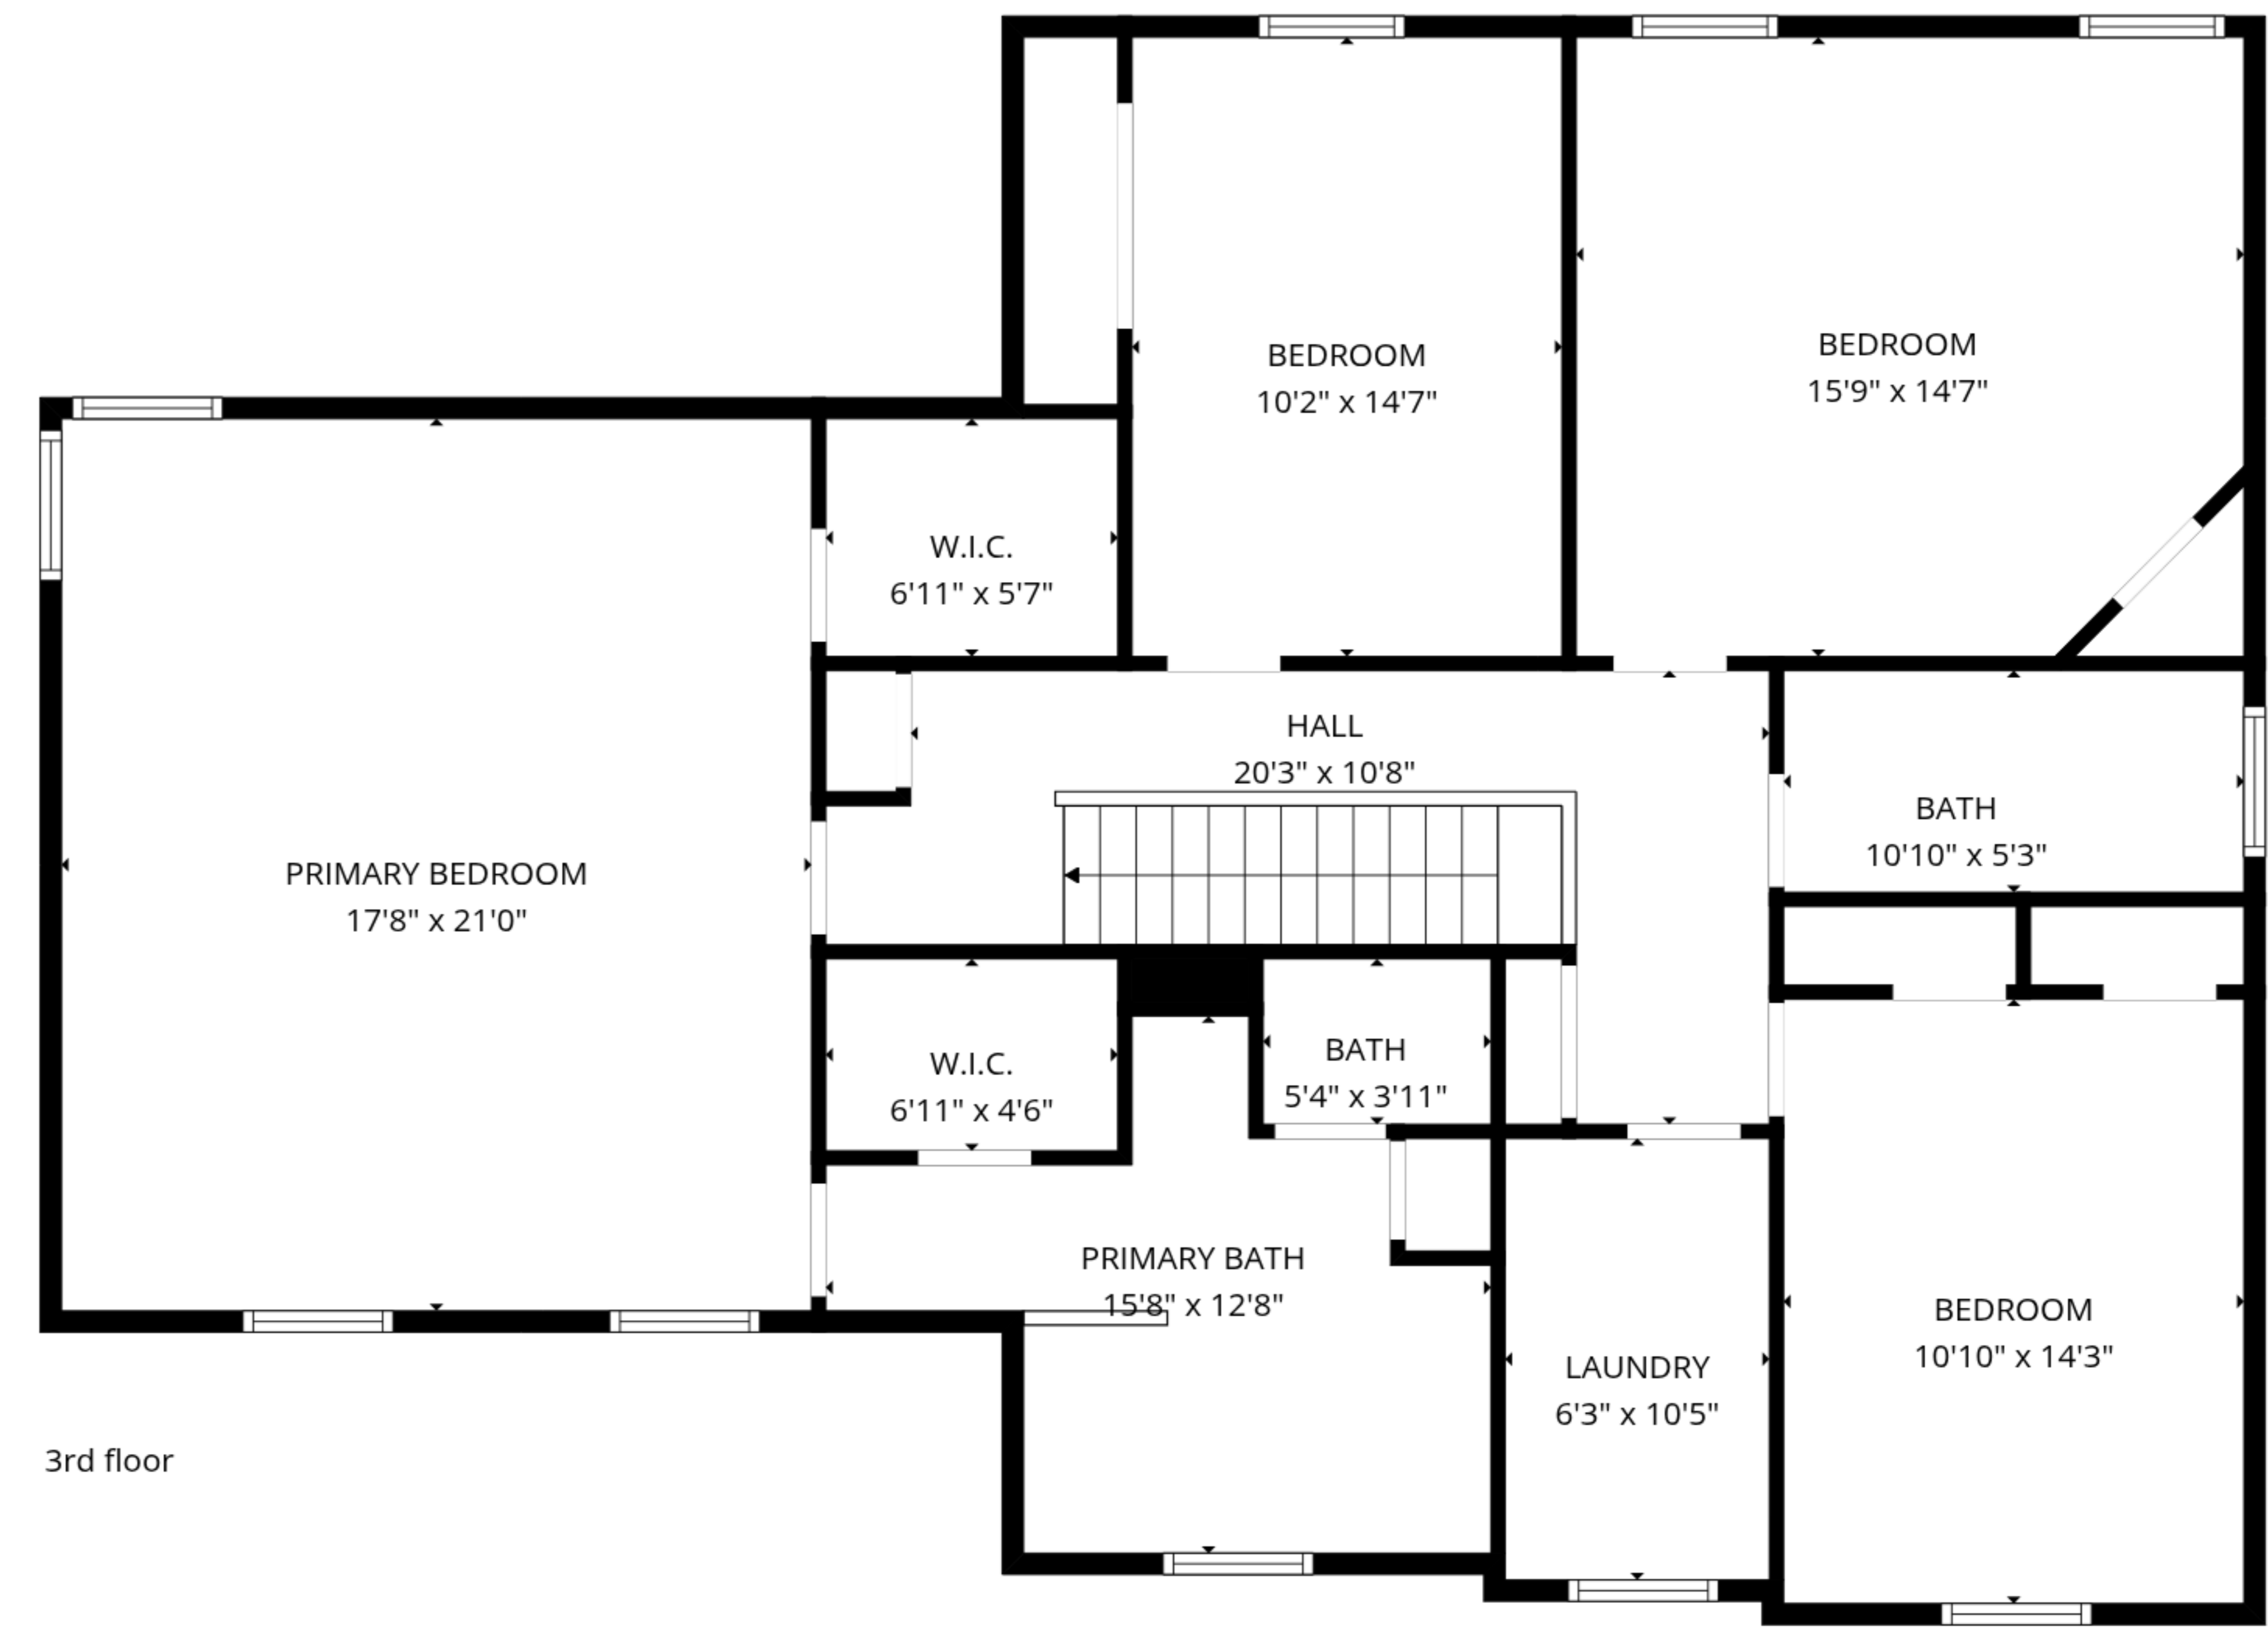 BEDROOM
10'2" x 14'7"
BEDROOM
15'9" x 14'7"
W.I.C.
6'11" x 5'7"
HALL
20'3" x 10'8"
BATH
10'10" x 5'3"
PRIMARY BEDROOM
17'8" x 21'0"
W.I.C.
6'11" x 4'6"
BATH
5'4" x 3'11"
PRIMARY BATH
15'8" x 12'8"
LAUNDRY
6'3" x 10'5"
BEDROOM
10'10" x 14'3"
3rd floor